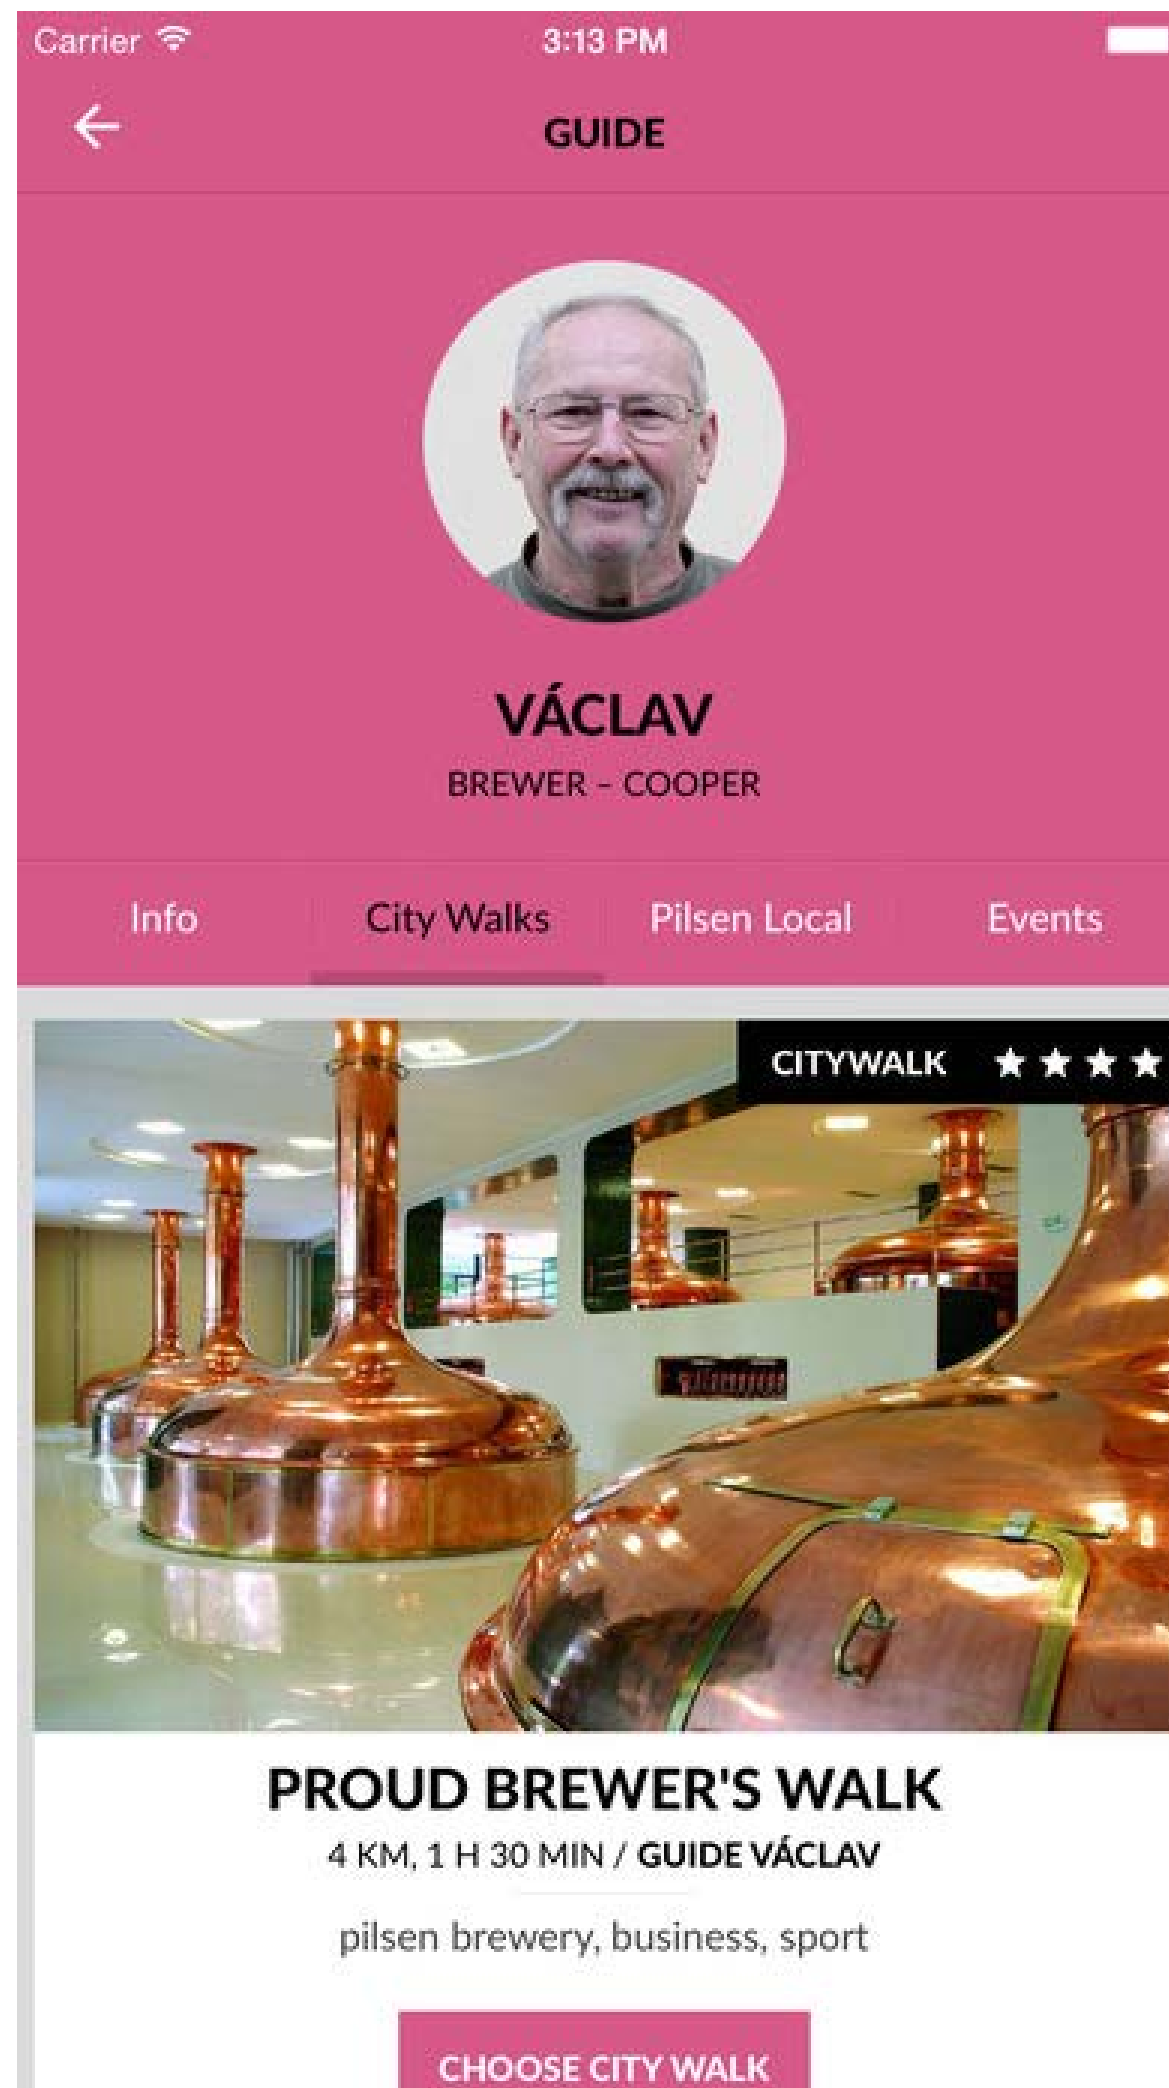 Carrier 3:13 PM
GUIDE
VÁCLAV
BREWER – COOPER
Info City Walks Pilsen Local Events
CITYWALK ★ ★ ★ ★
PROUD BREWER'S WALK
4 KM, 1 H 30 MIN / GUIDE VÁCLAV
pilsen brewery, business, sport
CHOOSE CITY WALK